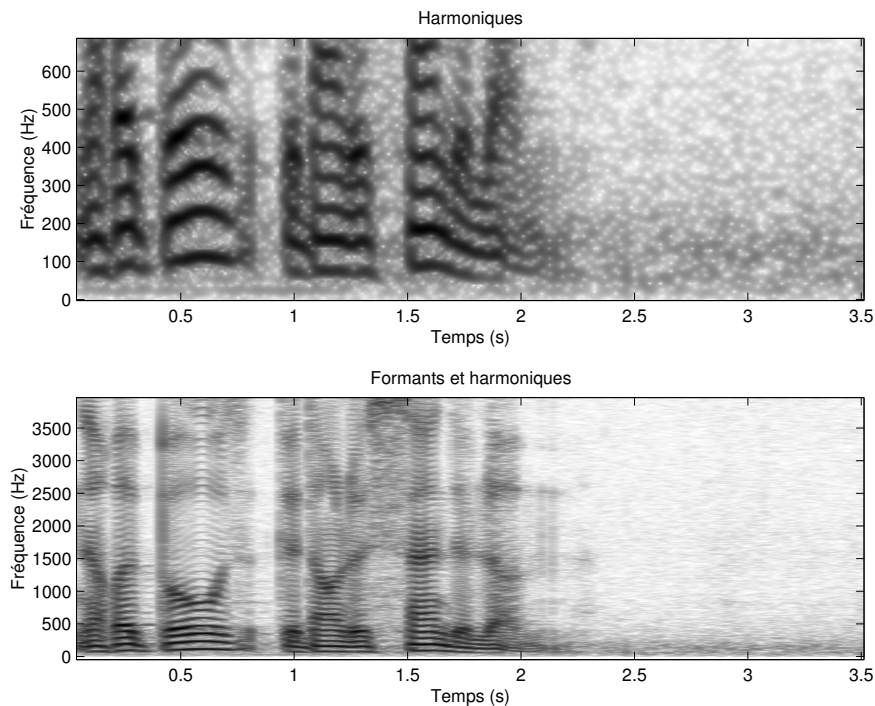 Harmoniques
600
500
400
300
200
100
0
Fréquence (Hz)
0.5 1 1.5 2 2.5 3 3.5
Temps (s)
Formants et harmoniques
3500
3000
2500
2000
1500
1000
500
0
Fréquence (Hz)
0.5 1 1.5 2 2.5 3 3.5
Temps (s)